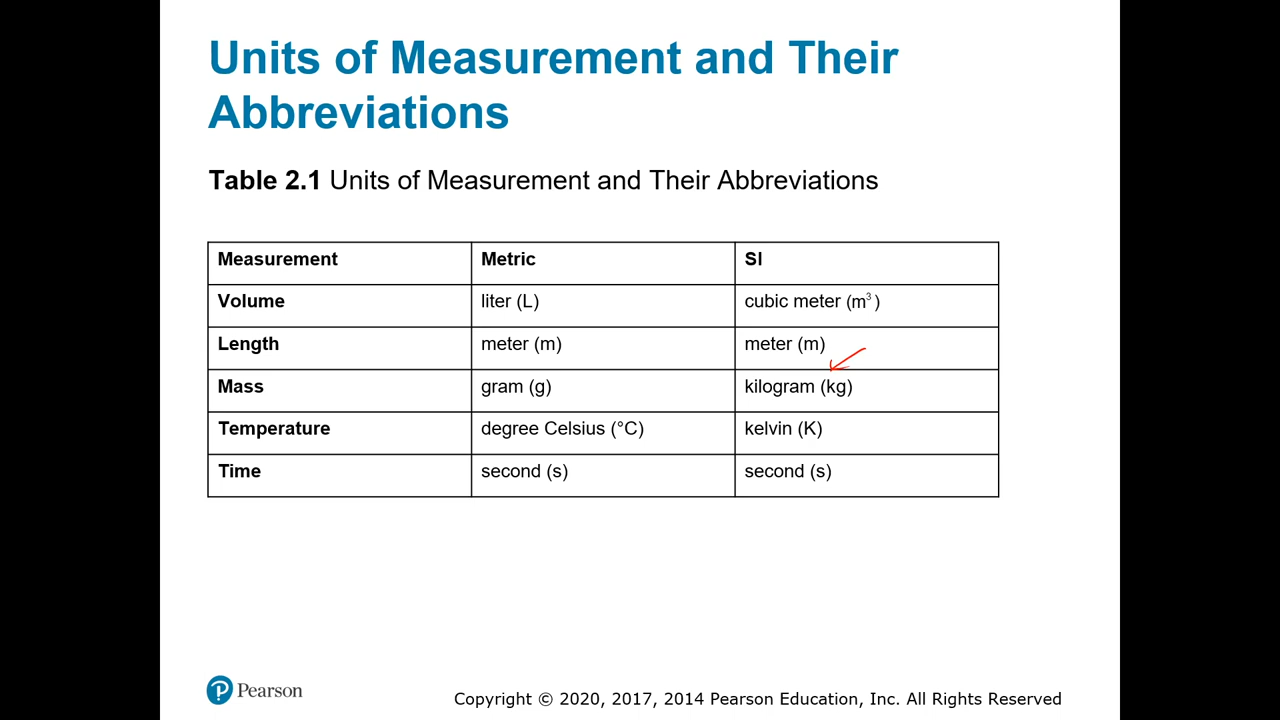 Units of Measurement and Their
Abbreviations
Table 2.1 Units of Measurement and Their Abbreviations
Measurement Metric SI
Volume liter (L) cubic meter (m³)
Length meter (m) meter (m)
Mass gram (g) kilogram (kg)
Temperature degree Celsius (°C) kelvin (K)
Time second (s) second (s)
Pearson Copyright © 2020, 2017, 2014 Pearson Education, Inc. All Rights Reserved